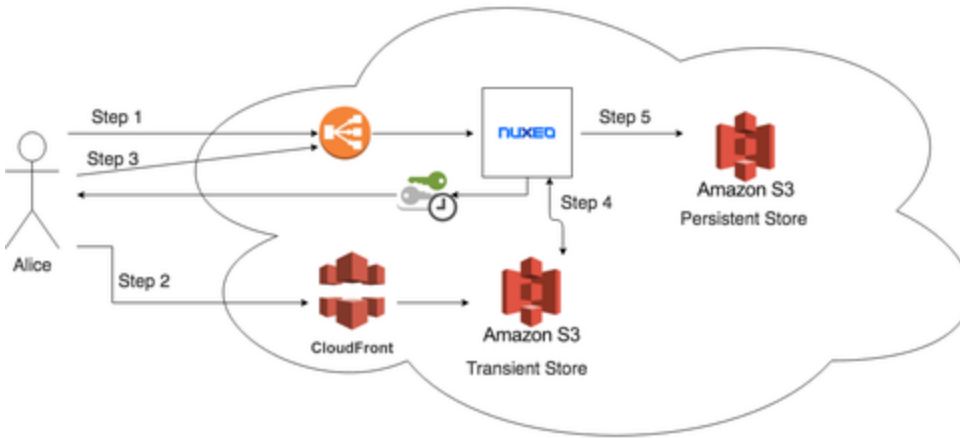 Step 1
Step 3
nuxeo
Step 5
Amazon S3
Persistent Store
Step 4
Alice
Step 2
CloudFront
Amazon S3
Transient Store